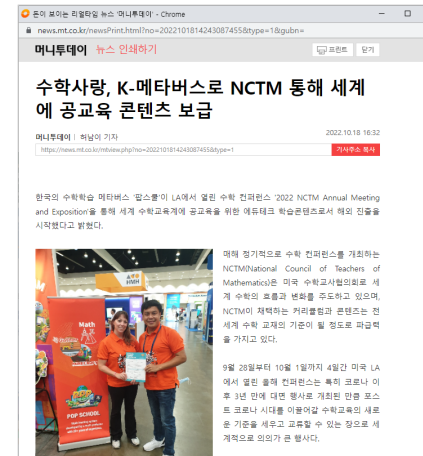 돈이 보이는 리얼타임 뉴스 '머니투데이' - Chrome
news.mt.co.kr/newsPrint.html?no=2022101814243087455&type=1&gubn=
머니투데이 뉴스 인쇄하기
프린트 닫기
수학사랑, K-메타버스로 NCTM 통해 세계
에 공교육 콘텐츠 보급
머니투데이 | 허남이 기자
2022.10.18 16:32
https://news.mt.co.kr/mtview.php?no=2022101814243087455&type=1
기사주소 복사
한국의 수학학습 메타버스 '팝스쿨'이 LA에서 열린 수학 컨퍼런스 '2022 NCTM Annual Meeting
and Exposition'을 통해 세계 수학교육계에 공교육을 위한 에듀테크 학습콘텐츠로서 해외 진출을
시작했다고 밝혔다.
매해 정기적으로 수학 컨퍼런스를 개최하는
NCTM(National Council of Teachers of
Mathematics)은 미국 수학교사협의회로 세
계 수학의 흐름과 변화를 주도하고 있으며,
NCTM이 채택하는 커리큘럼과 콘텐츠는 전
세계 수학 교재의 기준이 될 정도로 파급력
을 가지고 있다.
9월 28일부터 10월 1일까지 4일간 미국 LA
에서 열린 올해 컨퍼런스는 특히 코로나 이
후 3년 만에 대면 행사로 개최된 만큼 포스
트 코로나 시대를 이끌어갈 수학교육의 새로
운 기준을 세우고 교류할 수 있는 장으로 세
계적으로 의의가 큰 행사다.
HMH
Math
POP SCHOOL